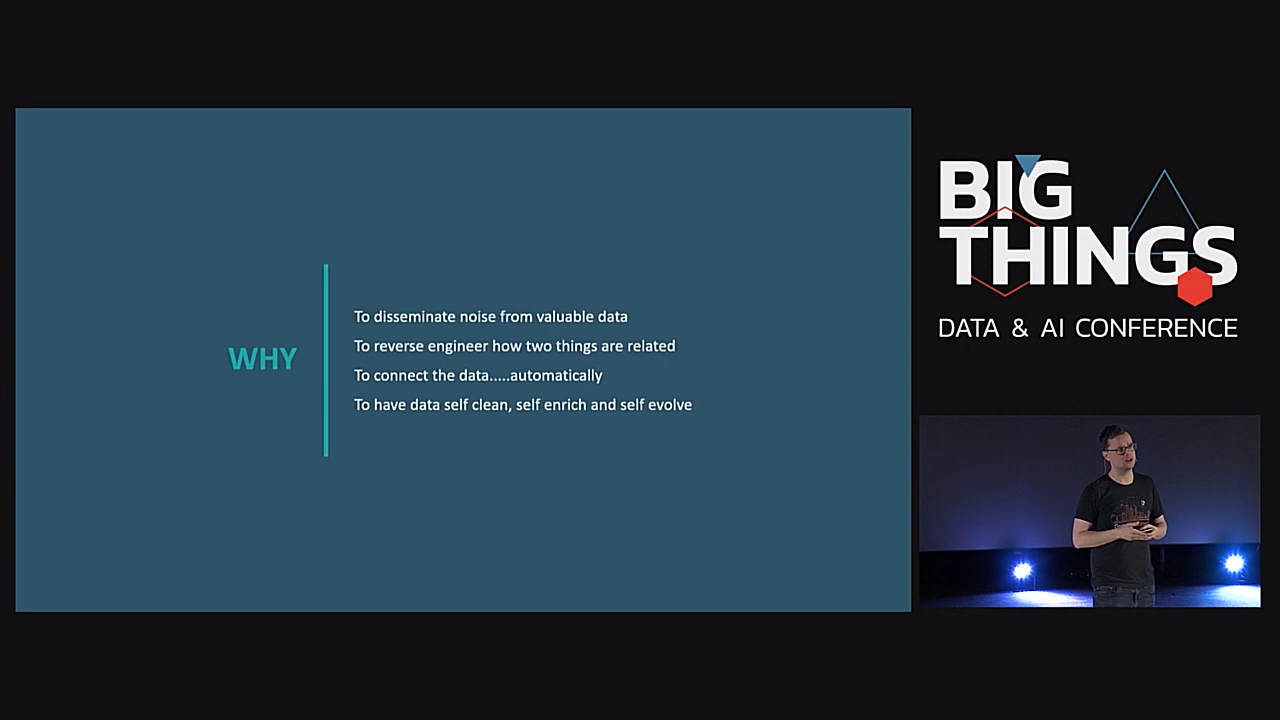 WHY
To disseminate noise from valuable data
To reverse engineer how two things are related
To connect the data.....automatically
To have data self clean, self enrich and self evolve
BIG
THINGS
DATA & AI CONFERENCE